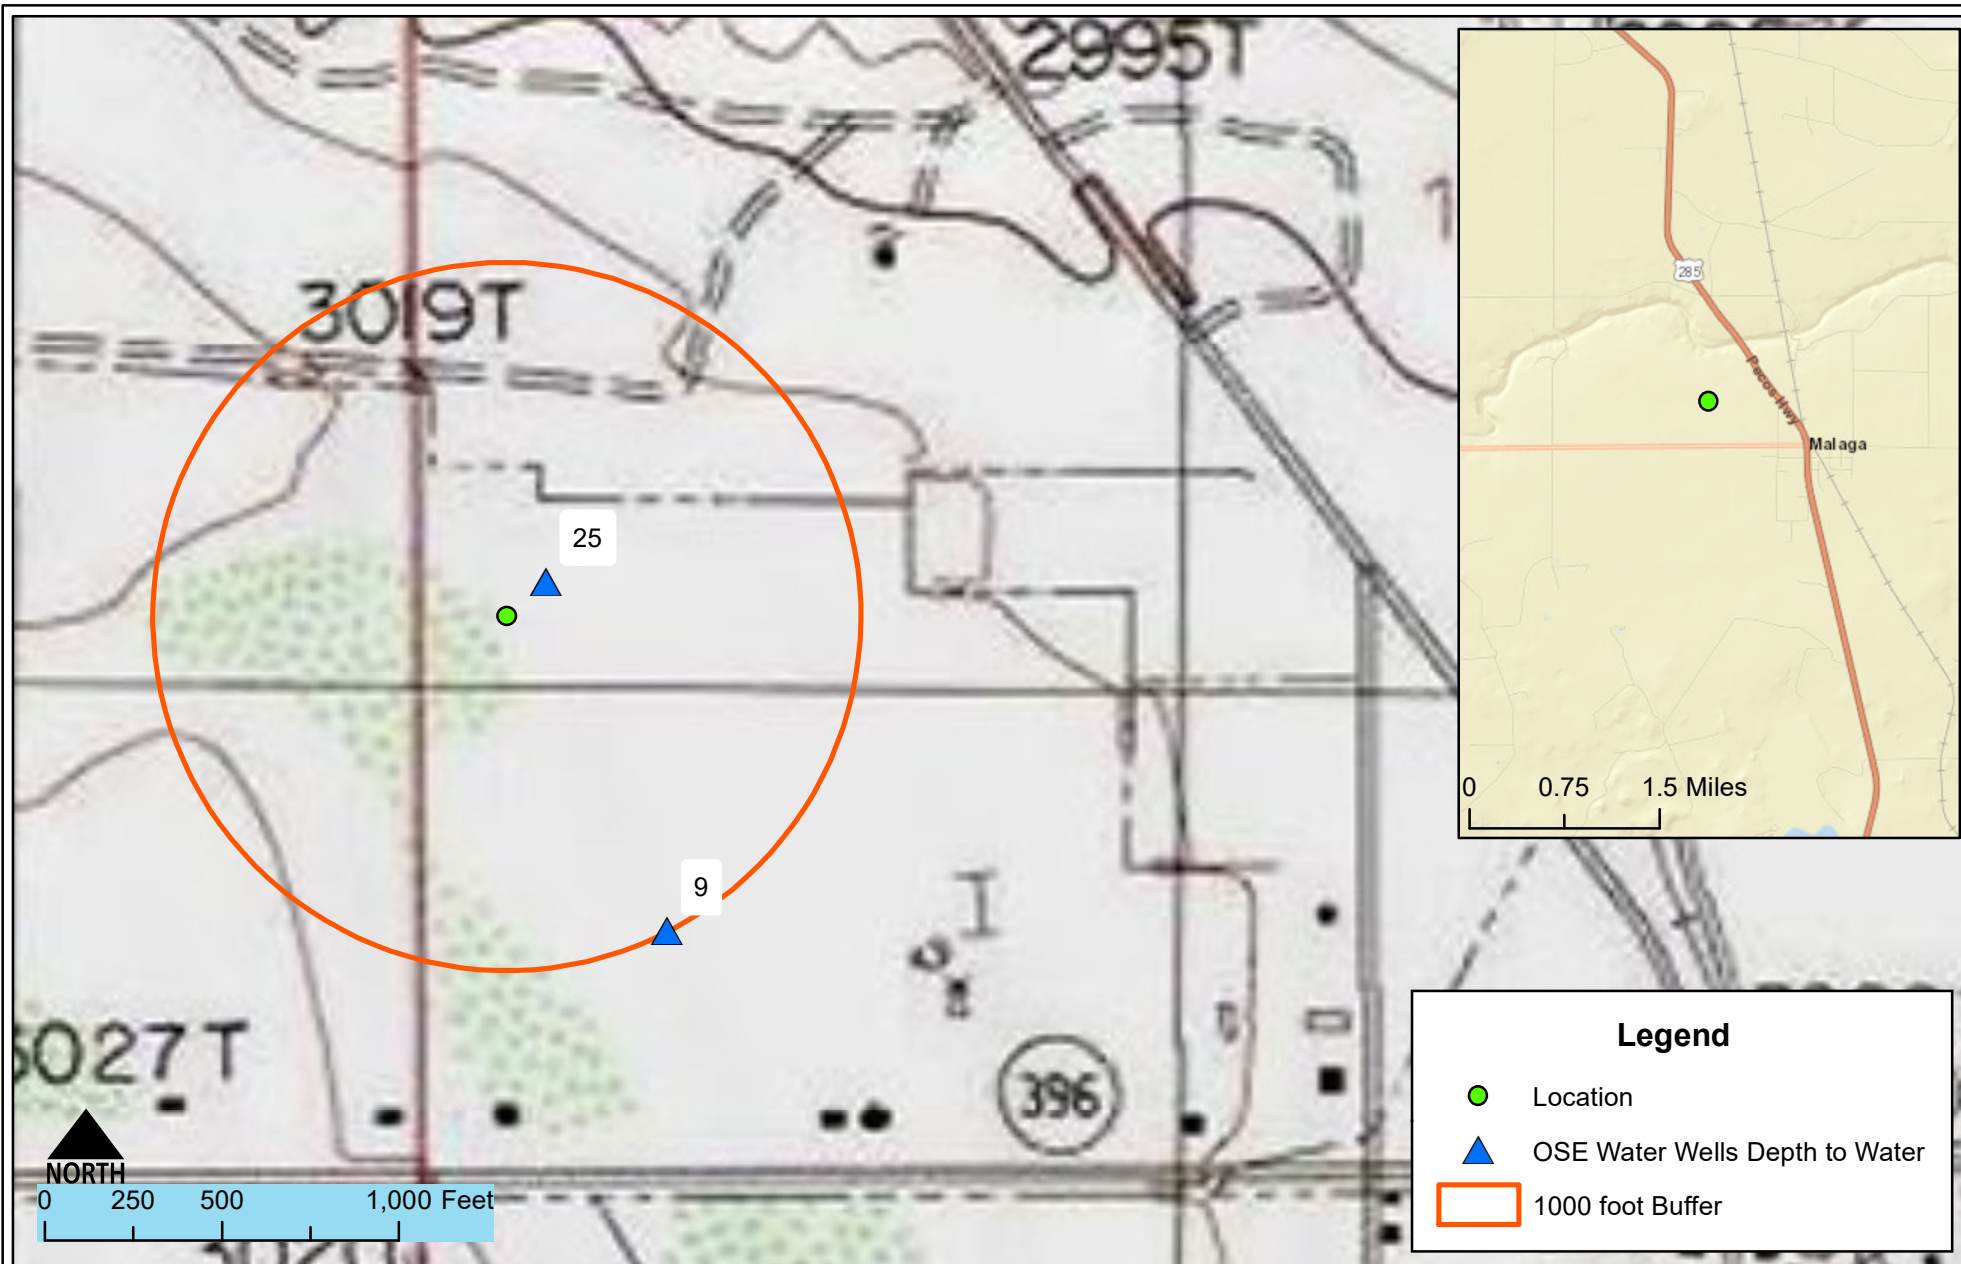 2995T
3019T
25
9
396
NORTH
0 250 500 1,000 Feet
285
Pecos Hwy
Malaga
0 0.75 1.5 Miles
Legend
Location
OSE Water Wells Depth to Water
1000 foot Buffer